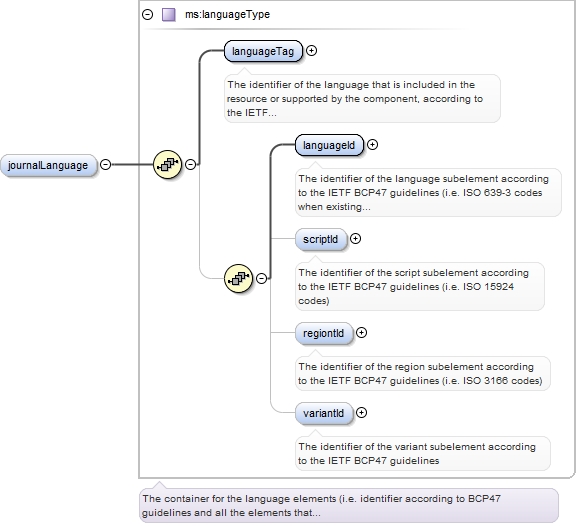 ms:languageType
languageTag
The identifier of the language that is included in the
resource or supported by the component, according to
the IETF...
journalLanguage
languageId
The identifier of the language subelement according
to the IETF BCP47 guidelines (i.e. ISO 639-3 codes
when existing...
scriptId
The identifier of the script subelement according
to the IETF BCP47 guidelines (i.e. ISO 15924
codes)
regiontId
The identifier of the region subelement according
to the IETF BCP47 guidelines (i.e. ISO 3166 codes)
variantId
The identifier of the variant subelement according
to the IETF BCP47 guidelines
The container for the language elements (i.e. identifier according to BCP47
guidelines and all the elements that...